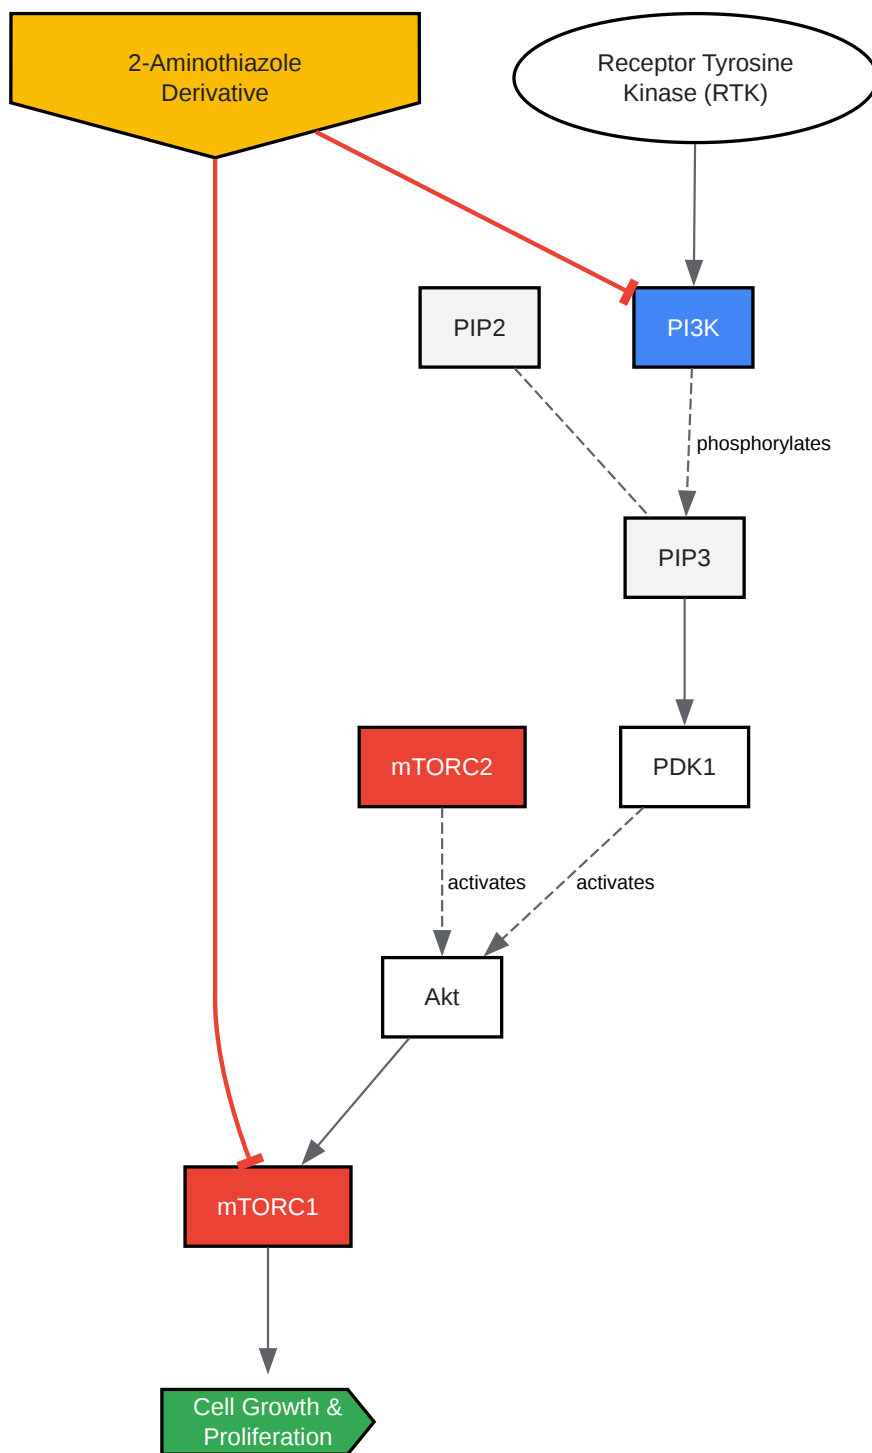 2-Aminothiazole
Derivative
Receptor Tyrosine
Kinase (RTK)
PIP2
PI3K
phosphorylates
PIP3
mTORC2
PDK1
activates
activates
Akt
mTORC1
Cell Growth &
Proliferation